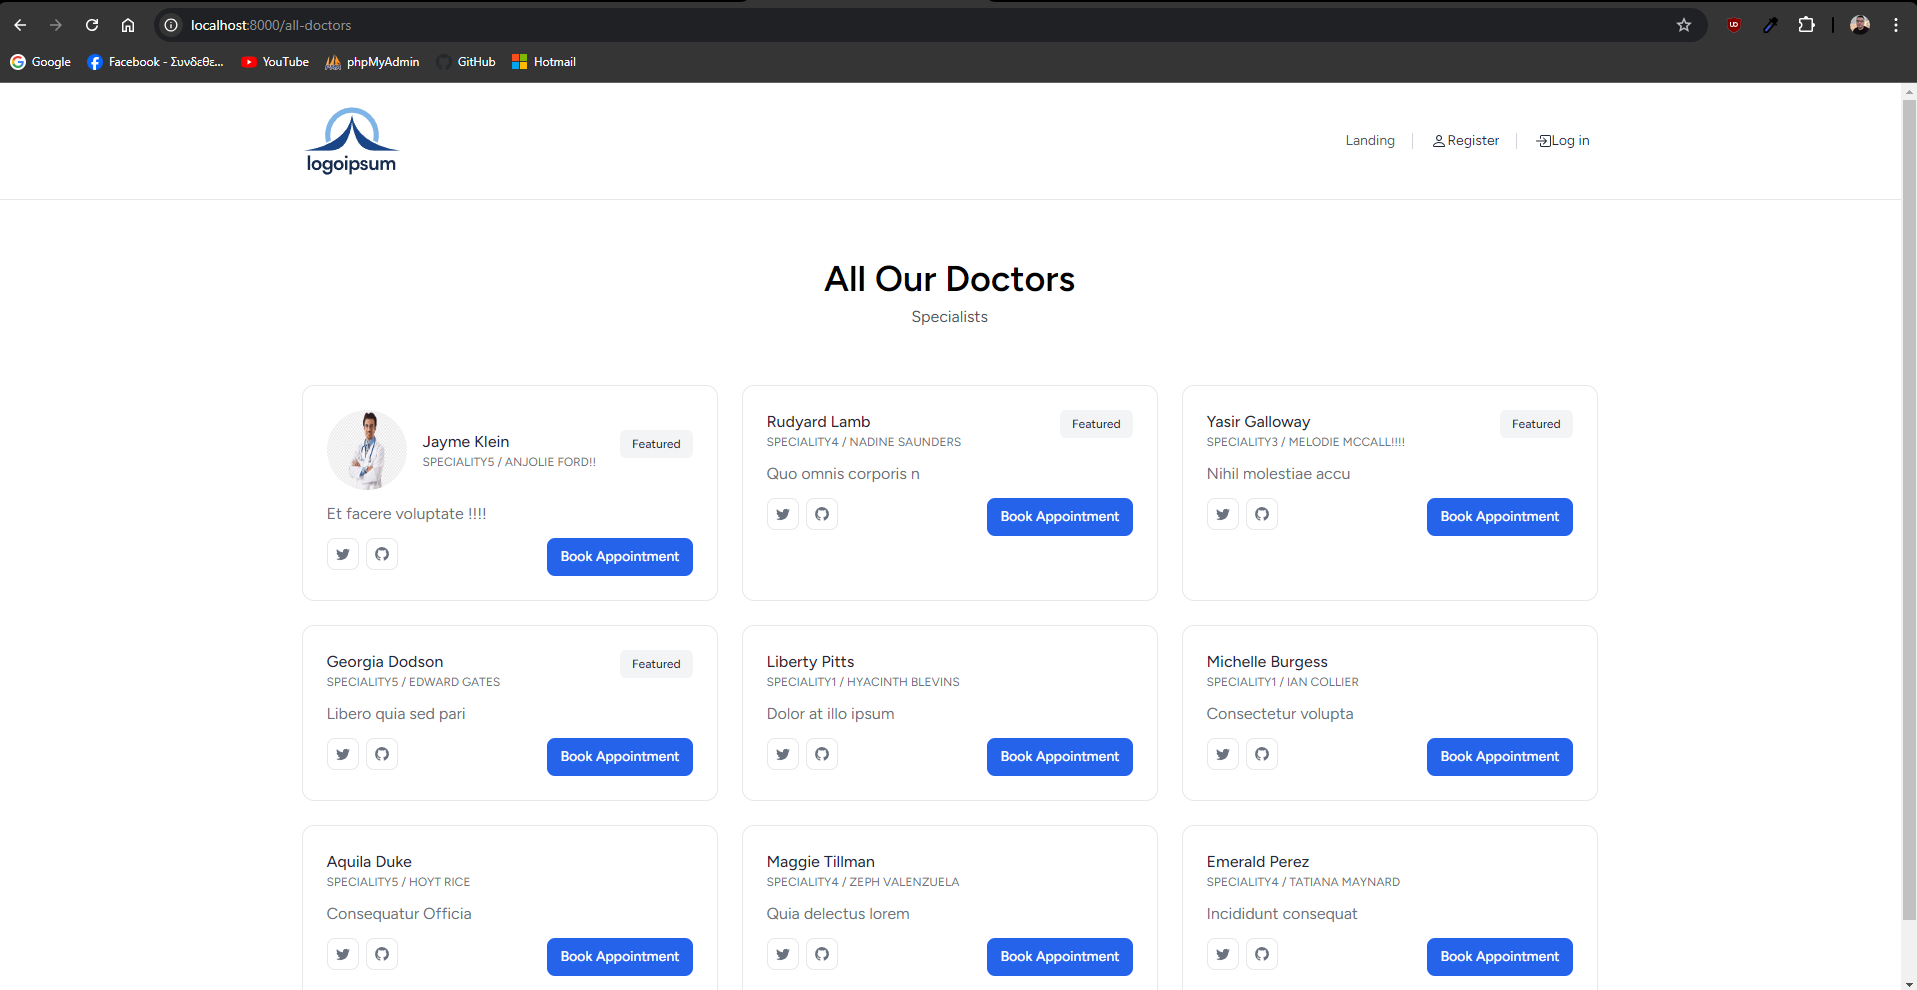 localhost:8000/all-doctors
Google Facebook - Συνδεθε... YouTube phpMyAdmin GitHub Hotmail
logoipsum
Landing Register Log in
All Our Doctors
Specialists
Jayme Klein
SPECIALITY5 / ANJOLIE FORD!!
Featured
Et facere voluptate !!!!
Book Appointment
Rudyard Lamb
SPECIALITY4 / NADINE SAUNDERS
Featured
Quo omnis corporis n
Book Appointment
Yasir Galloway
SPECIALITY3 / MELODIE MCCALL!!!!
Featured
Nihil molestiae accu
Book Appointment
Georgia Dodson
SPECIALITY5 / EDWARD GATES
Featured
Libero quia sed pari
Book Appointment
Liberty Pitts
SPECIALITY1 / HYACINTH BLEVINS
Dolor at illo ipsum
Book Appointment
Michelle Burgess
SPECIALITY1 / IAN COLLIER
Consectetur volupta
Book Appointment
Aquila Duke
SPECIALITY5 / HOYT RICE
Consequatur Officia
Book Appointment
Maggie Tillman
SPECIALITY4 / ZEPH VALENZUELA
Quia delectus lorem
Book Appointment
Emerald Perez
SPECIALITY4 / TATIANA MAYNARD
Incididunt consequat
Book Appointment